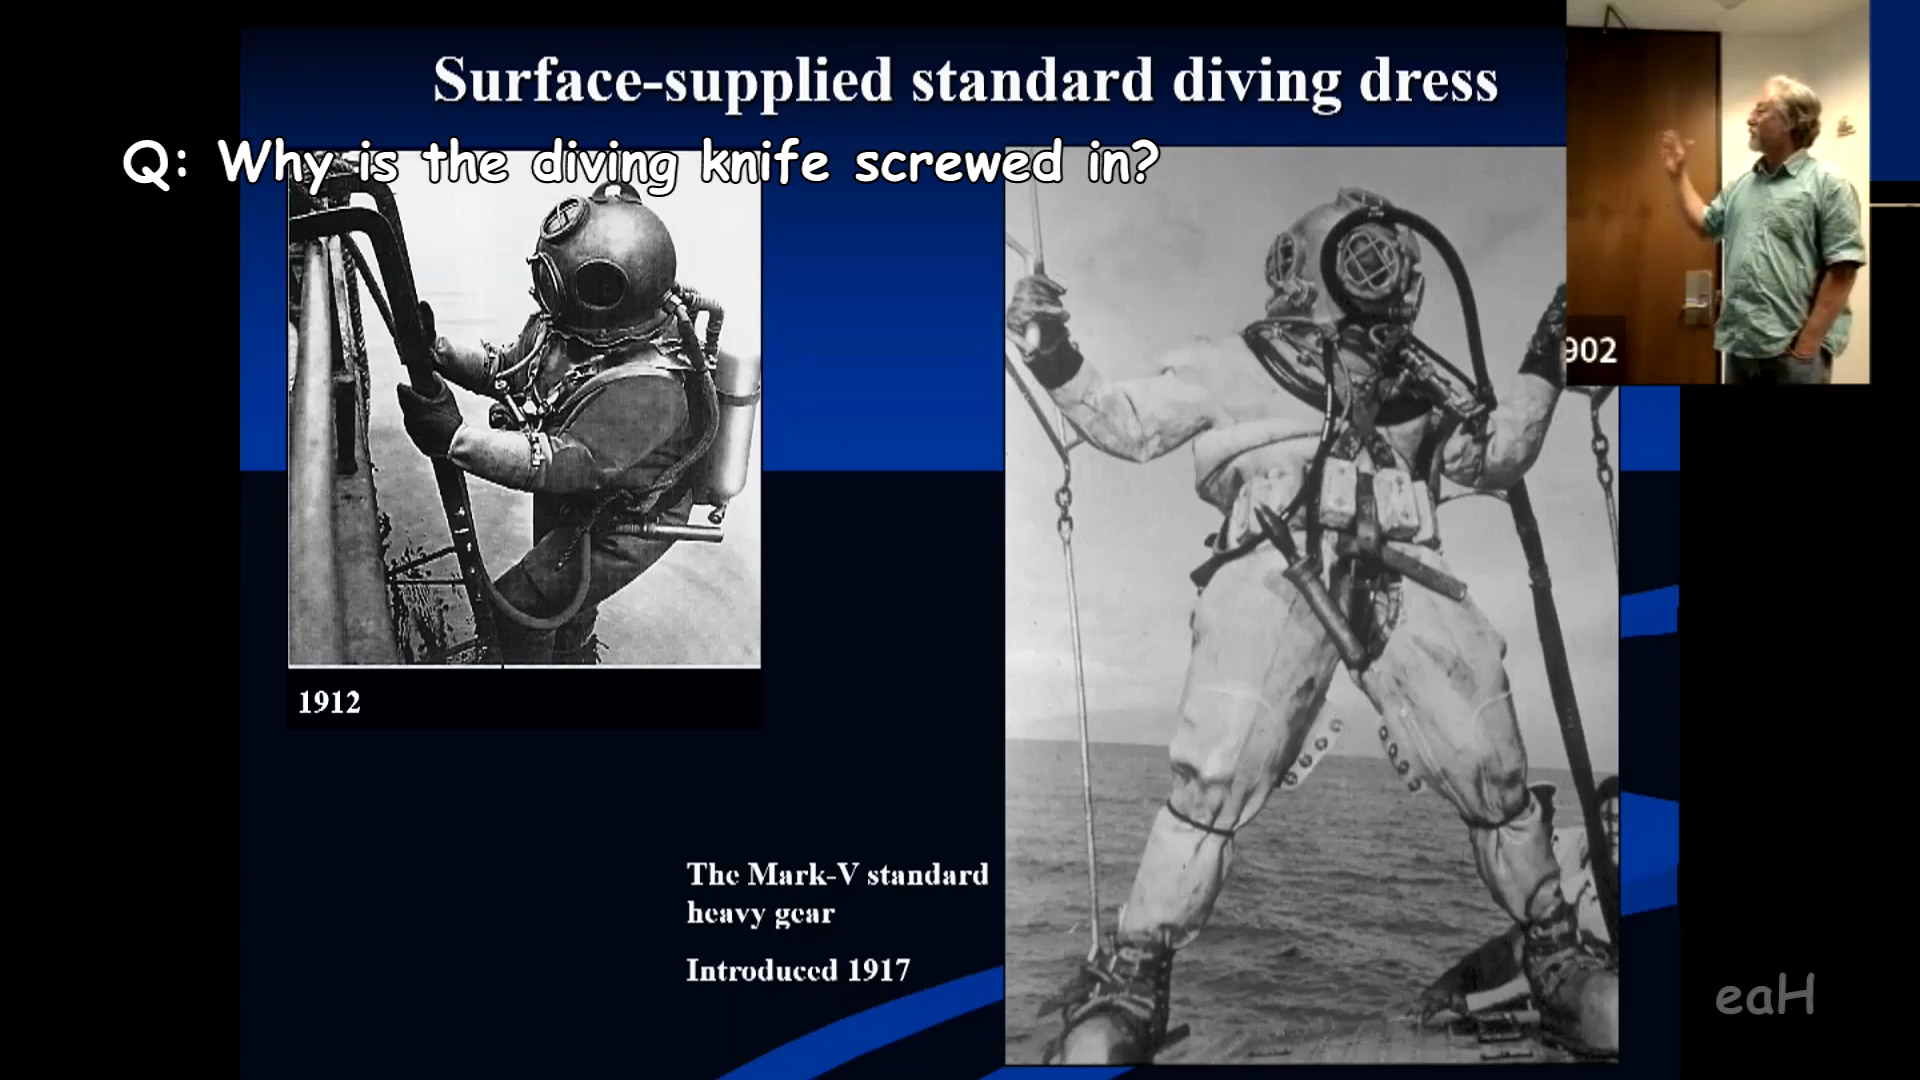 Surface-supplied standard diving dress
Q: Why is the diving knife screwed in?
902
1912
The Mark-V standard
heavy gear
Introduced 1917
eaH